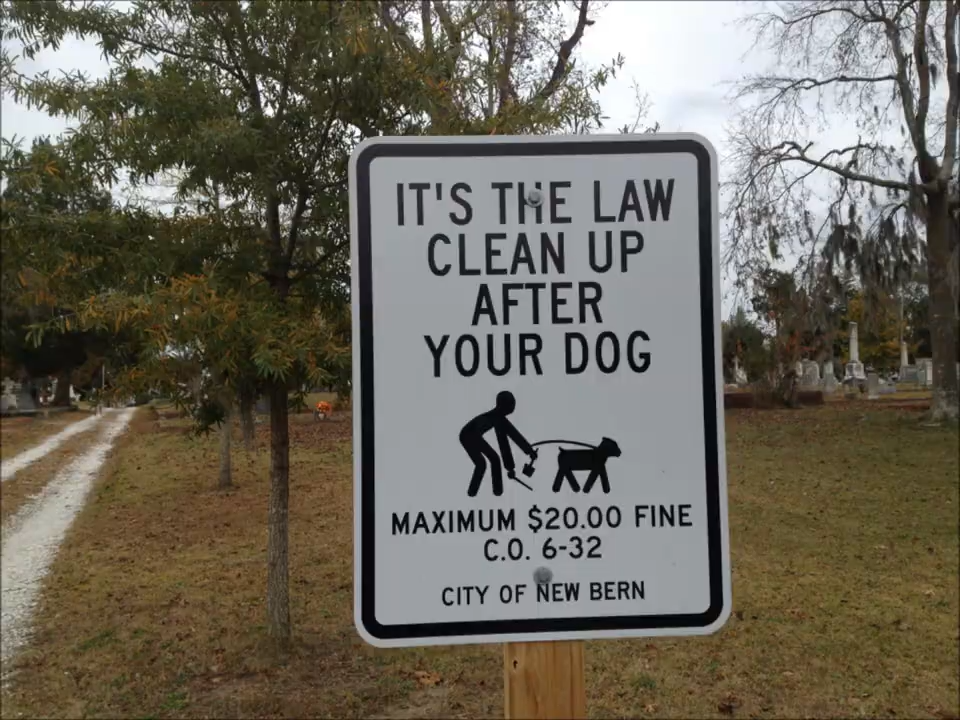 IT'S THE LAW
CLEAN UP
AFTER
YOUR DOG
MAXIMUM $20.00 FINE
C.O. 6-32
CITY OF NEW BERN